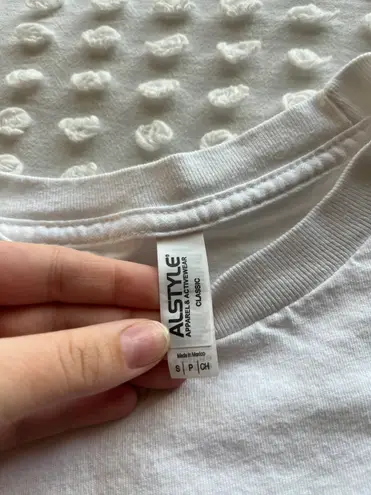 ALSTYLE®
APPAREL & ACTIVEWEAR
CLASSIC
Made in Mexico
S | P | CH